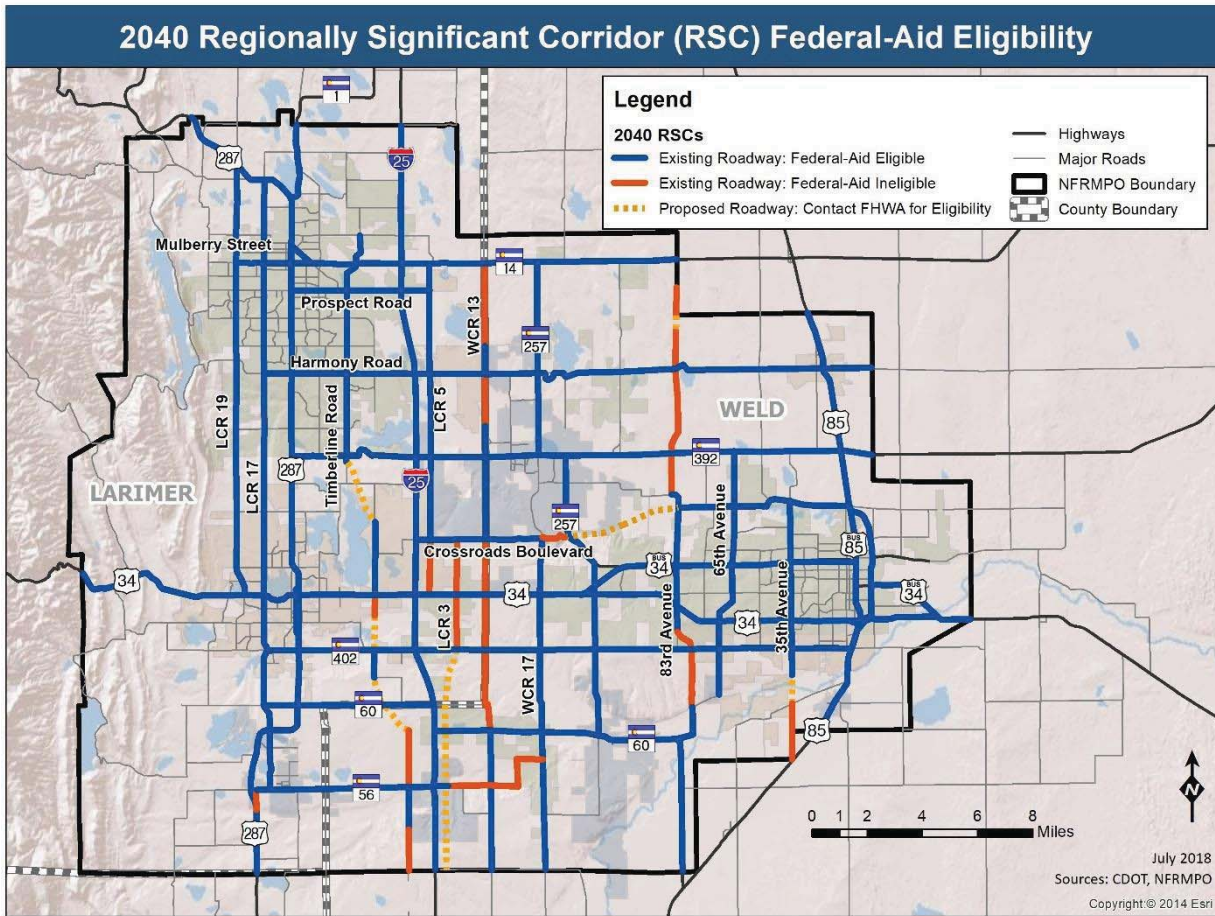 2040 Regionally Significant Corridor (RSC) Federal-Aid Eligibility
Legend
2040 RSCs
Existing Roadway: Federal-Aid Eligible
Existing Roadway: Federal-Aid Ineligible
Proposed Roadway: Contact FHWA for Eligibility
Highways
Major Roads
NFRMPO Boundary
County Boundary
1
287
25
Mulberry Street
14
Prospect Road
WCR 13
257
Harmony Road
LCR 19
LCR 17
Timberline Road
LCR 5
WELD
85
287
392
LARIMER
25
257
65th Avenue
Crossroads Boulevard
BUS
85
34
BUS
34
34
BUS
34
LCR 3
83rd Avenue
34
35th Avenue
402
WCR 17
60
60
85
56
287
N
0 2 4 6 8
Miles
July 2018
Sources: CDOT, NFRMPO
Copyright:© 2014 Esri